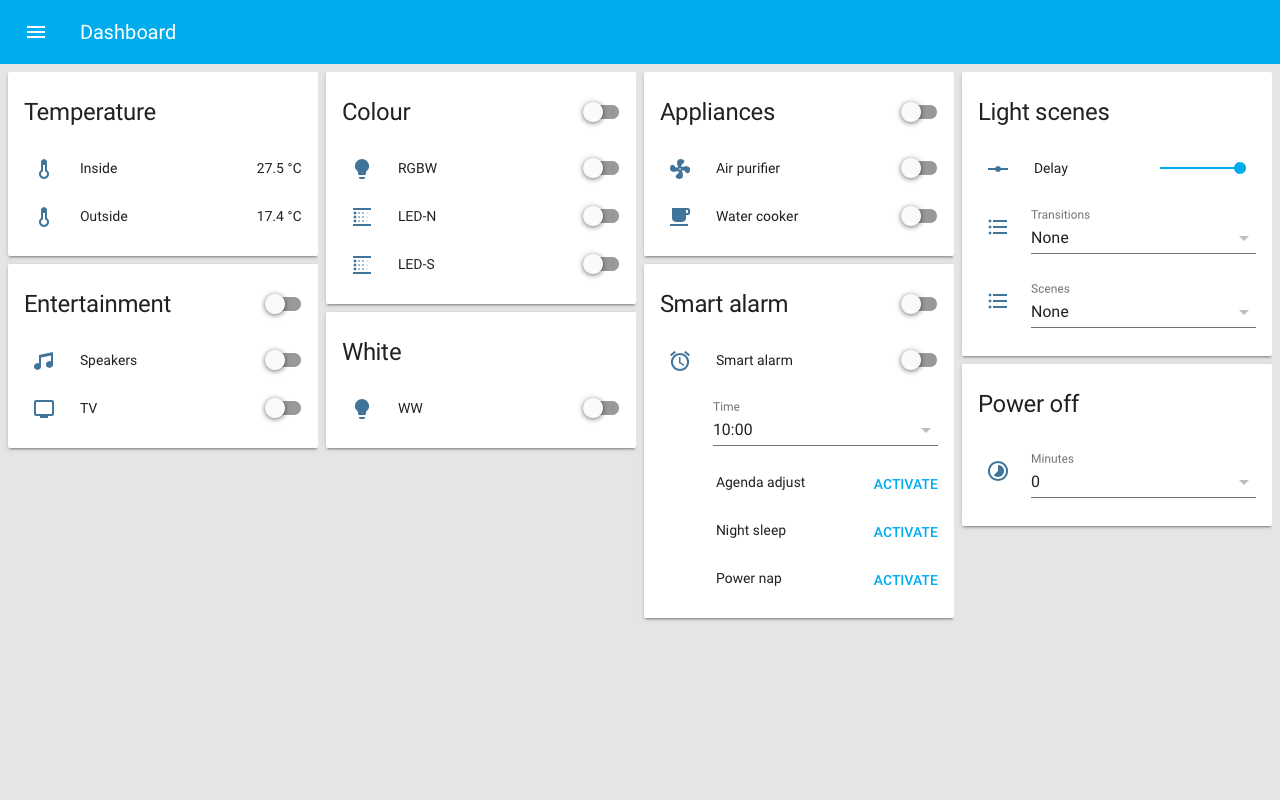 Dashboard
Temperature
Inside 27.5 °C
Outside 17.4 °C
Entertainment
Speakers
TV
Colour
RGBW
LED-N
LED-S
White
WW
Appliances
Air purifier
Water cooker
Smart alarm
Smart alarm
Time
10:00
Agenda adjust ACTIVATE
Night sleep ACTIVATE
Power nap ACTIVATE
Light scenes
Delay
Transitions
None
Scenes
None
Power off
Minutes
0